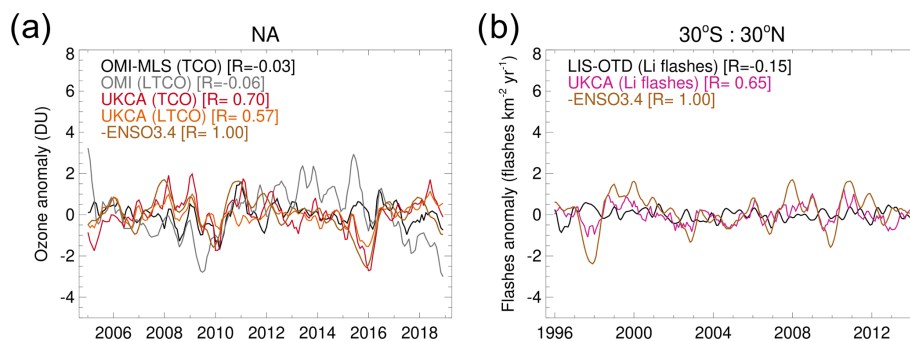 (a)
NA
OMI-MLS (TCO) [R=-0.03)
OMI (LTCO) [R=-0.06)
UKCA (TCO) [R= 0.70]
UKCA (LTCO) [R= 0.57]
-ENSO3.4 [R= 1.00]
Ozone anomaly (DU)
8
6
4
2
0
-2
-4
2006 2008 2010 2012 2014 2016 2018
(b)
30°S : 30°N
LIS-OTD (Li flashes) [R=-0.15)
UKCA (Li flashes) [R= 0.65]
-ENSO3.4 [R= 1.00]
Flashes anomaly (flashes km-2 yr-1)
8
6
4
2
0
-2
-4
1996 2000 2004 2008 2012